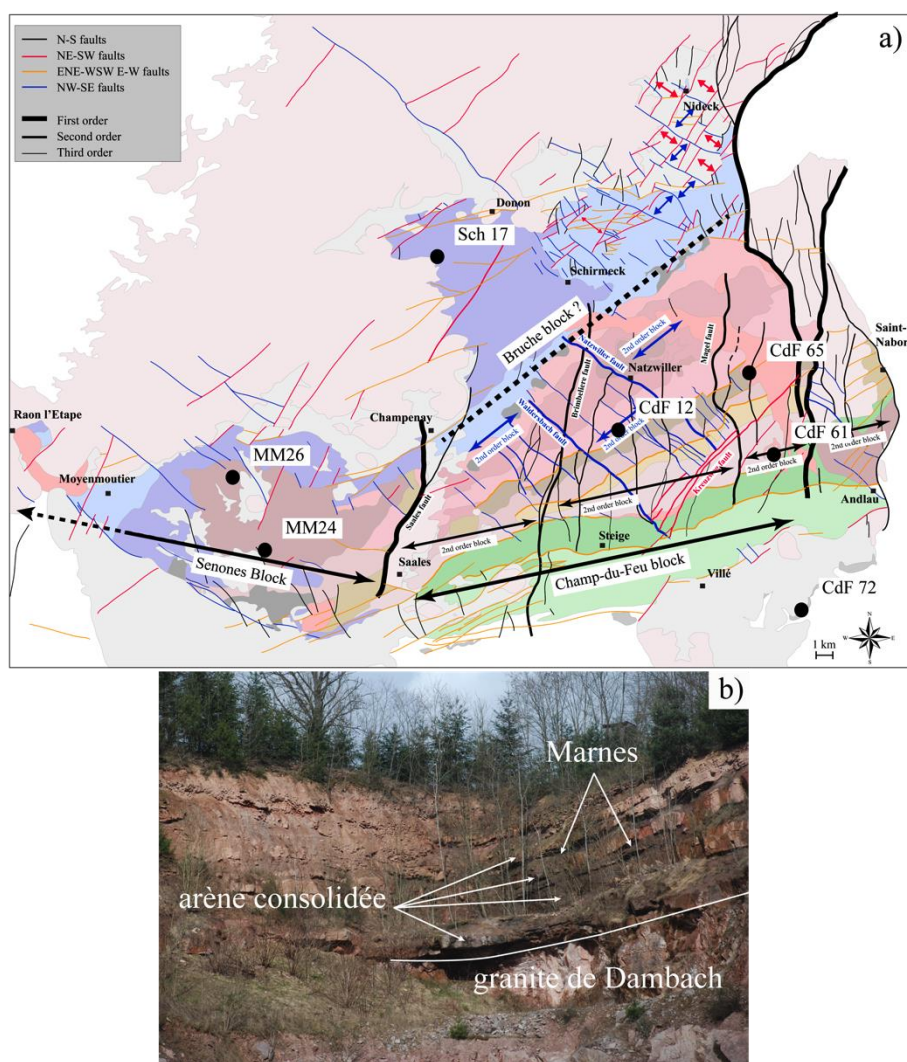 a)
N-S faults
NE-SW faults
ENE-WSW E-W faults
NW-SE faults
First order
Second order
Third order
Nideck
Donon
Sch 17
Schirmeck
Bruche block ?
Natzwiller fault
2nd order block
Magel fault
Saint-
Nabor
CdF 65
Natzwiller
Brimbelière fault
Raon l'Etape
Champenay
Waldersbach fault
CdF 12
2nd order block
2nd order block
CdF 61
MM26
Moyenmoutier
Kreuzweg fault
2nd order block
2nd order block
Saales fault
2nd order block
Andlau
MM24
2nd order block
Steige
Senones Block
Saales
Champ-du-Feu block
Villé
CdF 72
N
W
E
S
1 km
b)
Marnes
arène consolidée
granite de Dambach